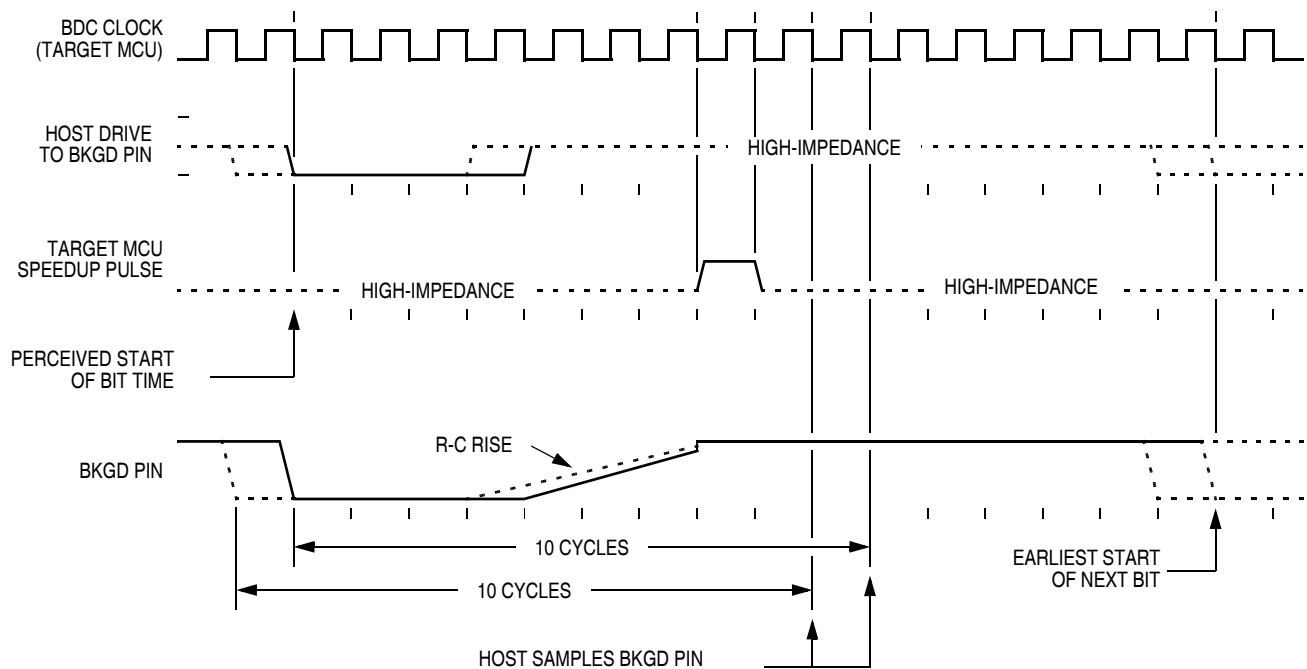 BDC CLOCK
(TARGET MCU)
HOST DRIVE
TO BKGD PIN
HIGH-IMPEDANCE
TARGET MCU
SPEEDUP PULSE
HIGH-IMPEDANCE
HIGH-IMPEDANCE
PERCEIVED START
OF BIT TIME
R-C RISE
BKGD PIN
10 CYCLES
EARLIEST START
OF NEXT BIT
10 CYCLES
HOST SAMPLES BKGD PIN